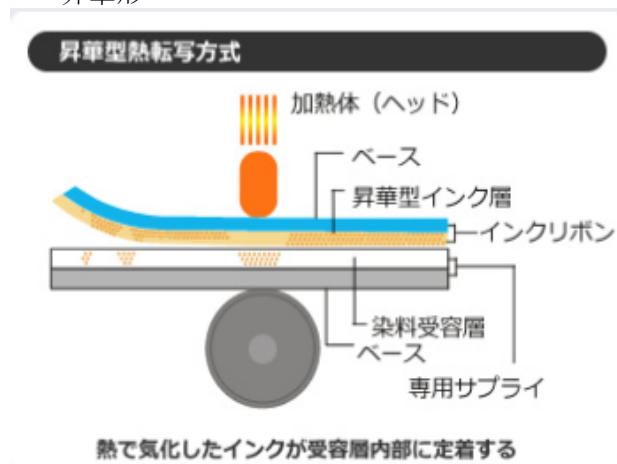 昇華型熱転写方式
加熱体（ヘッド）
ベース
昇華型インク層
インクリボン
染料受容層
ベース
専用サプライ
熱で気化したインクが受容層内部に定着する